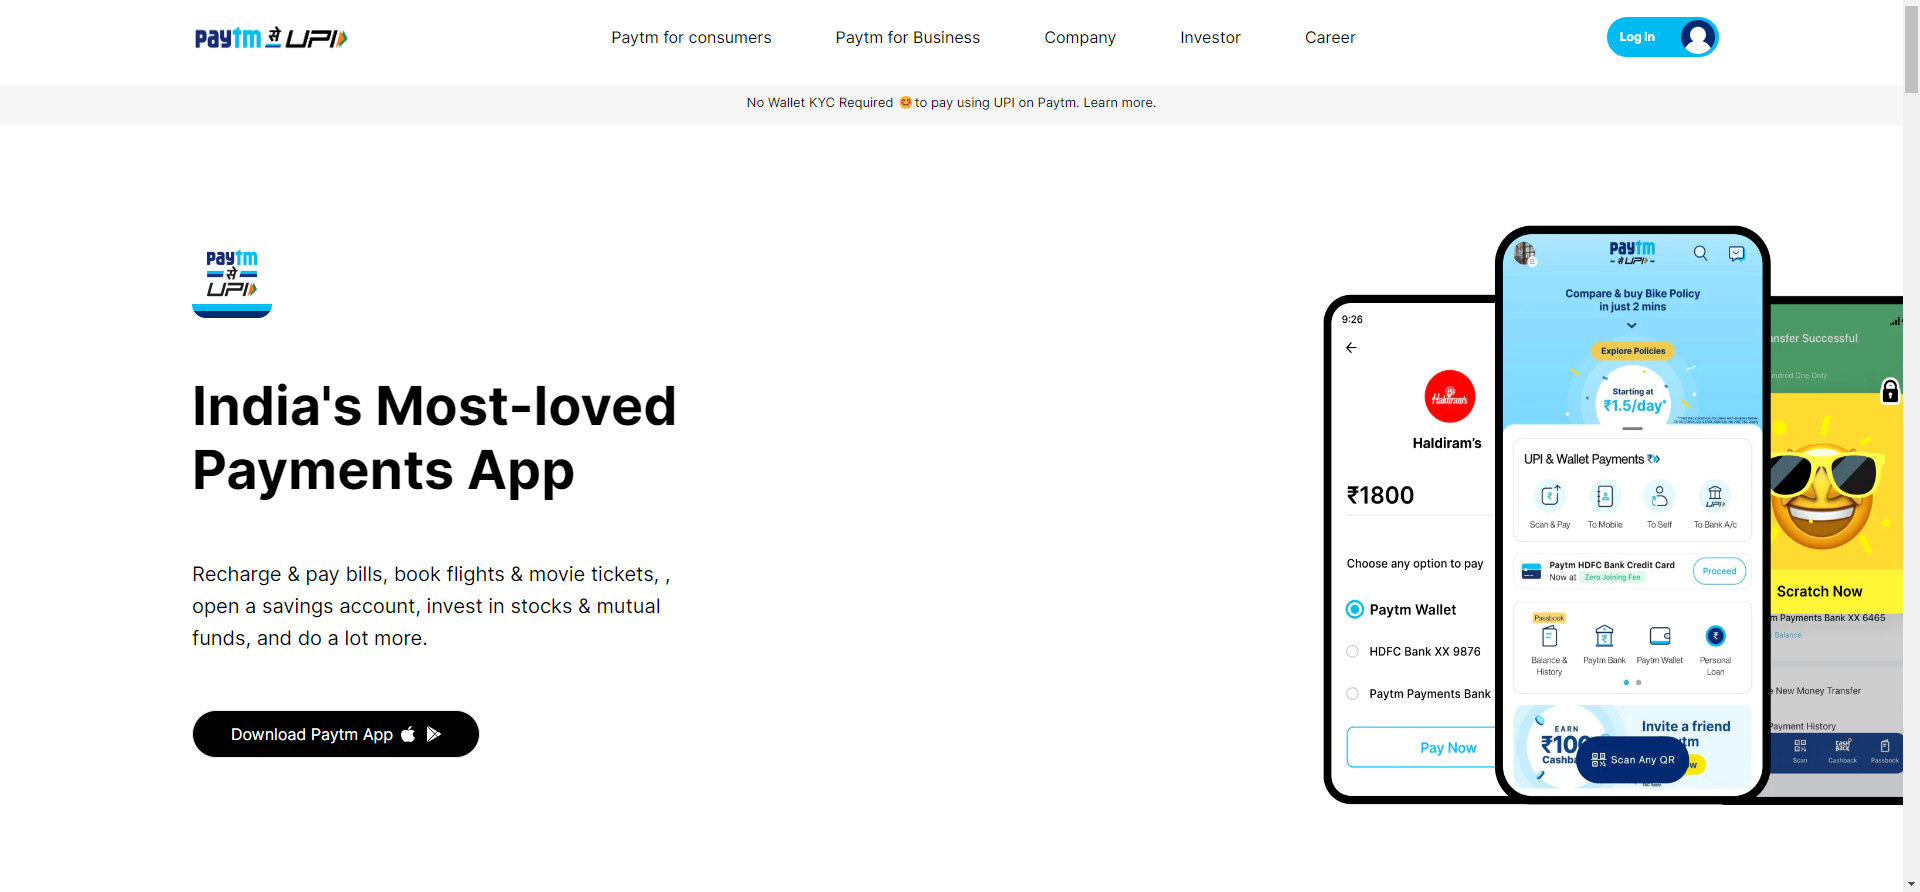 paytm से UPI
Paytm for consumers
Paytm for Business
Company
Investor
Career
Log In
No Wallet KYC Required 😊 to pay using UPI on Paytm. Learn more.
paytm
से
UPI
India's Most-loved
Payments App
Recharge & pay bills, book flights & movie tickets, ,
open a savings account, invest in stocks & mutual
funds, and do a lot more.
Download Paytm App
9:26
Haldiram's
Haldiram's
₹1800
Choose any option to pay
Paytm Wallet
HDFC Bank XX 9876
Paytm Payments Bank
Pay Now
paytm
से UPI
Compare & buy Bike Policy
in just 2 mins
Explore Policies
Starting at
₹1.5/day*
UPI & Wallet Payments
Scan & Pay
To Mobile
To Self
UPI
To Bank A/c
Paytm HDFC Bank Credit Card
Now at Zero Joining Fee
Proceed
Passbook
Balance &
History
Paytm Bank
Paytm Wallet
Personal
Loan
EARN
₹100
Cashba
Invite a friend
tm
w
Scan Any QR
nsfer Successful
undred One Only
Scratch Now
m Payments Bank XX 6465
Balance
e New Money Transfer
Payment History
Scan
Cashback
Passbook